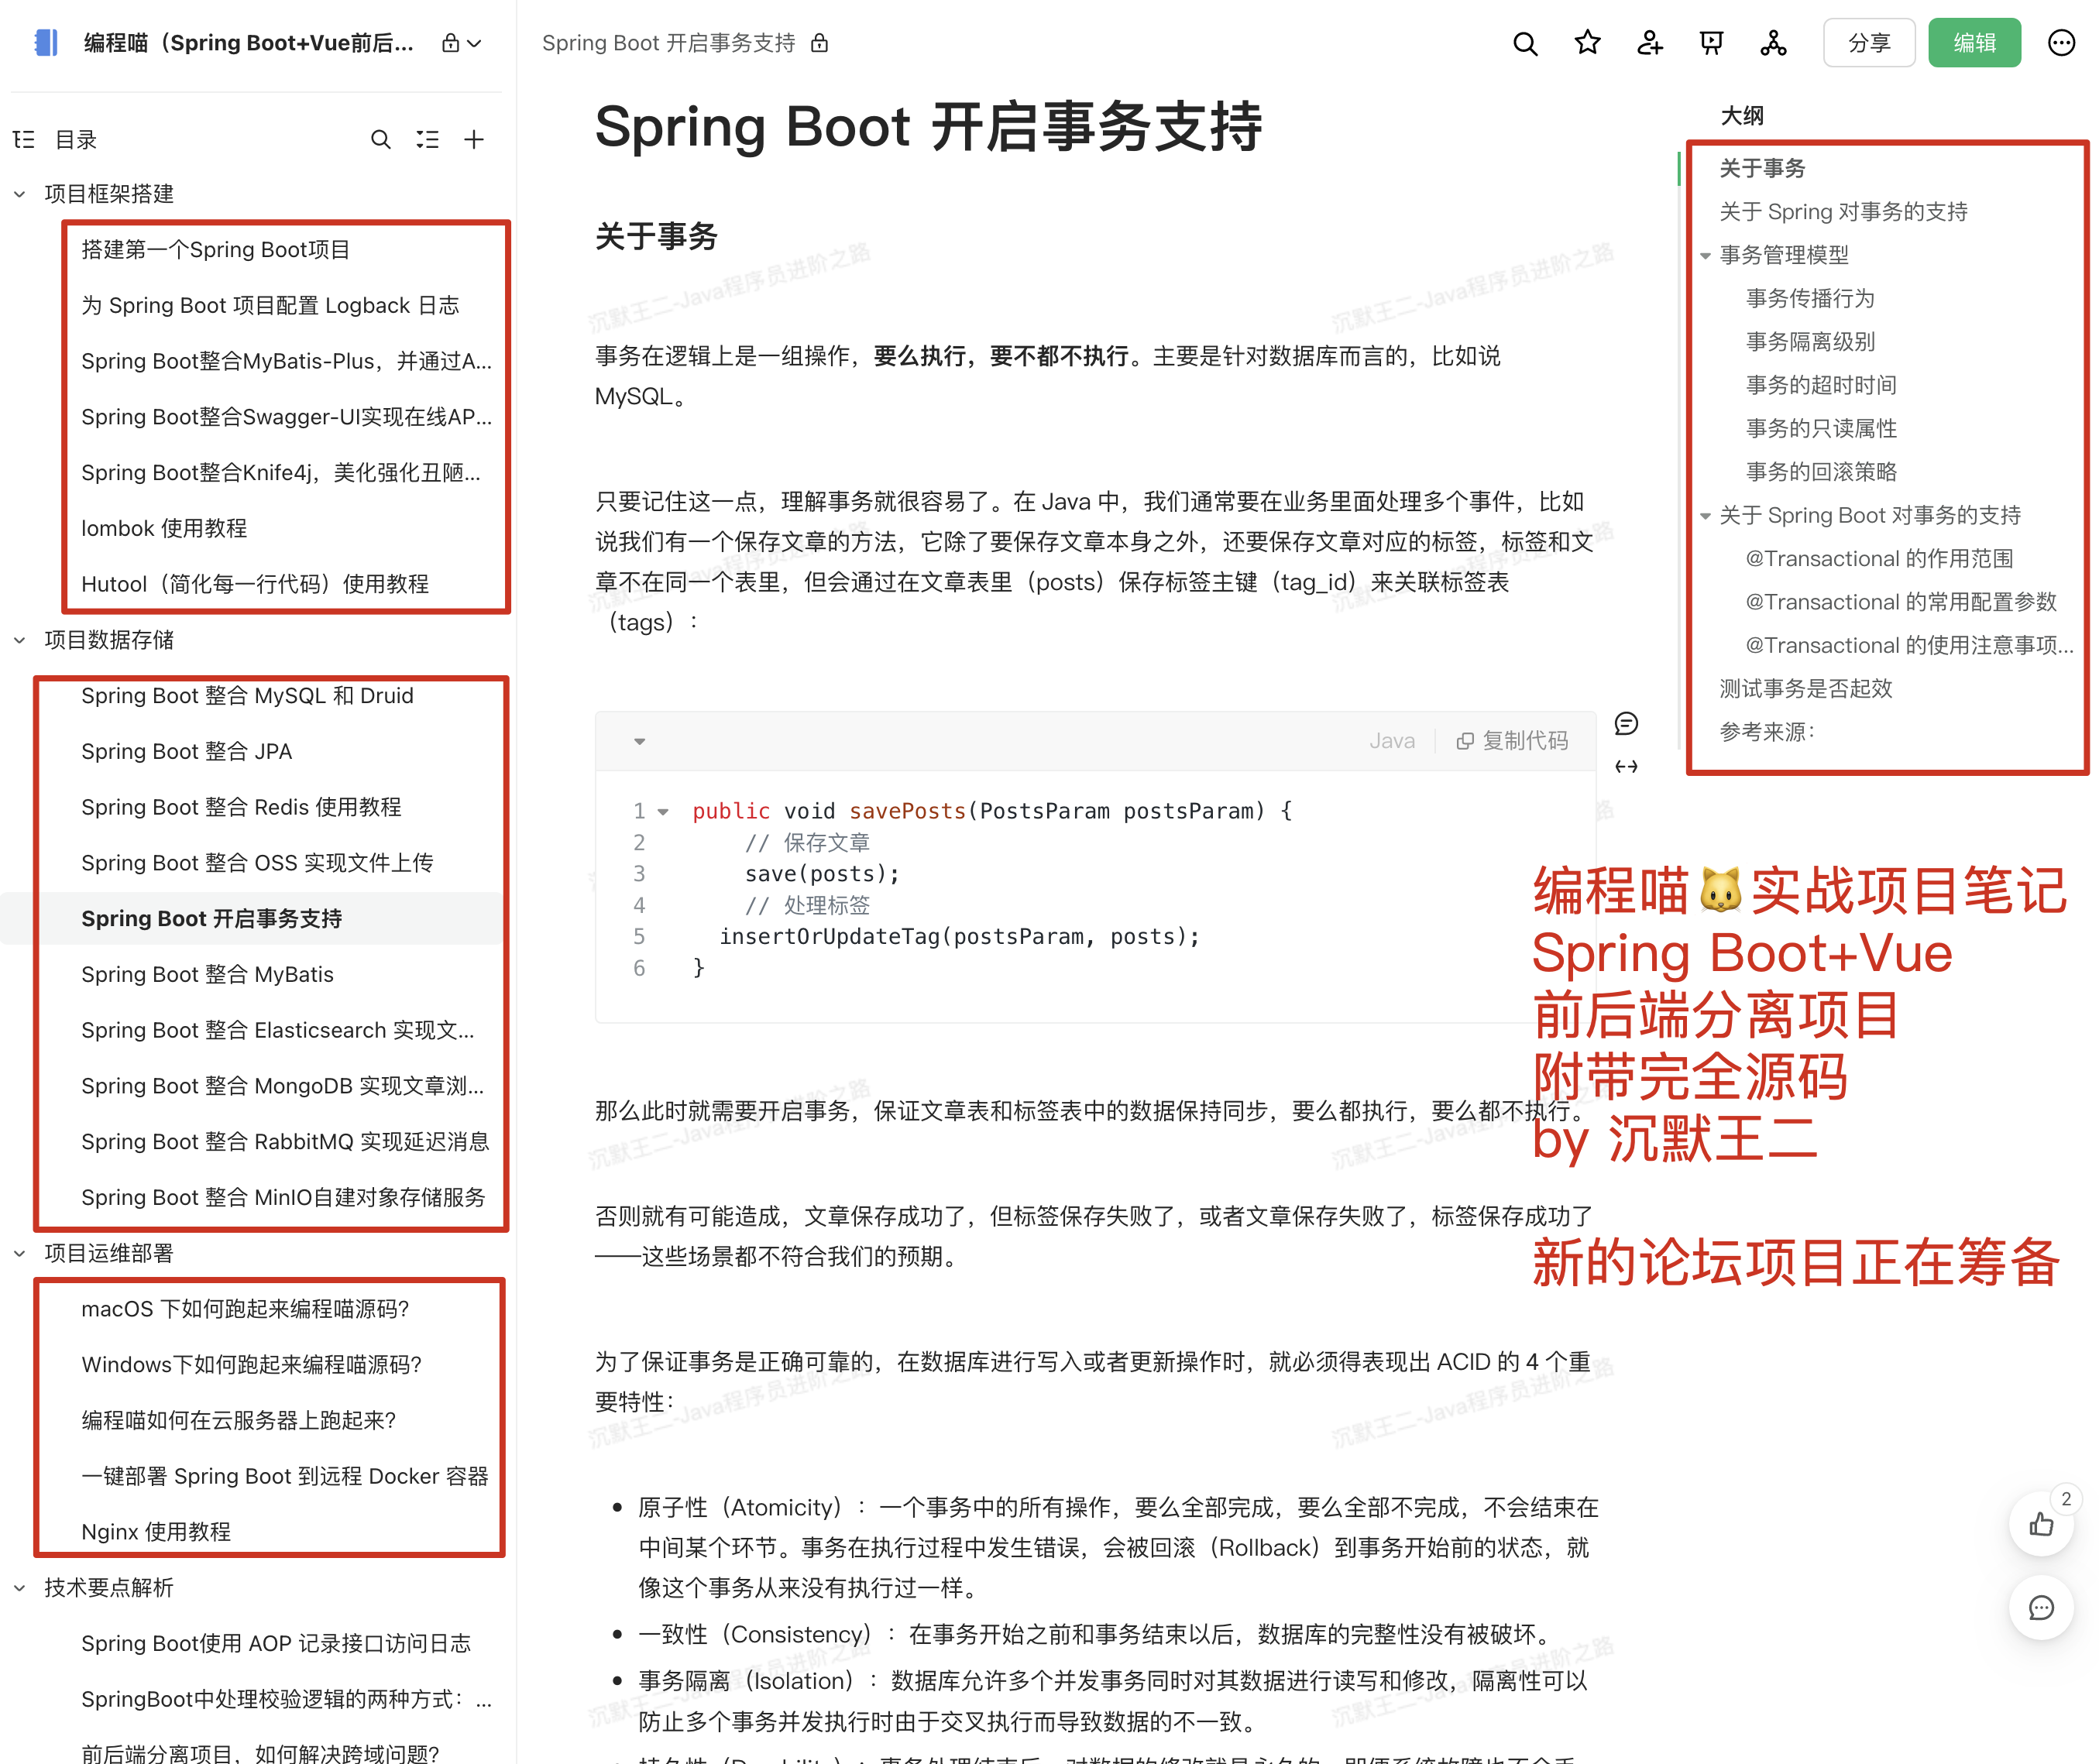 编程喵（Spring Boot+Vue前后...
Spring Boot 开启事务支持
分享
编辑
目录
项目框架搭建
搭建第一个Spring Boot项目
为 Spring Boot 项目配置 Logback 日志
Spring Boot整合MyBatis-Plus，并通过A...
Spring Boot整合Swagger-UI实现在线AP...
Spring Boot整合Knife4j，美化强化丑陋...
lombok 使用教程
Hutool（简化每一行代码）使用教程
项目数据存储
Spring Boot 整合 MySQL 和 Druid
Spring Boot 整合 JPA
Spring Boot 整合 Redis 使用教程
Spring Boot 整合 OSS 实现文件上传
Spring Boot 开启事务支持
Spring Boot 整合 MyBatis
Spring Boot 整合 Elasticsearch 实现文...
Spring Boot 整合 MongoDB 实现文章浏...
Spring Boot 整合 RabbitMQ 实现延迟消息
Spring Boot 整合 MinIO自建对象存储服务
项目运维部署
macOS 下如何跑起来编程喵源码？
Windows下如何跑起来编程喵源码？
编程喵如何在云服务器上跑起来？
一键部署 Spring Boot 到远程 Docker 容器
Nginx 使用教程
技术要点解析
Spring Boot使用 AOP 记录接口访问日志
SpringBoot中处理校验逻辑的两种方式：...
前后端分离项目，如何解决跨域问题？
Spring Boot 开启事务支持
关于事务
事务在逻辑上是一组操作，要么执行，要不都不执行。主要是针对数据库而言的，比如说
MySQL。
只要记住这一点，理解事务就很容易了。在 Java 中，我们通常要在业务里面处理多个事件，比如
说我们有一个保存文章的方法，它除了要保存文章本身之外，还要保存文章对应的标签，标签和文
章不在同一个表里，但会通过在文章表里（posts）保存标签主键（tag_id）来关联标签表
（tags）：
Java
复制代码
1 public void savePosts(PostsParam postsParam) {
2 // 保存文章
3 save(posts);
4 // 处理标签
5 insertOrUpdateTag(postsParam, posts);
6 }
那么此时就需要开启事务，保证文章表和标签表中的数据保持同步，要么都执行，要么都不执行。
否则就有可能造成，文章保存成功了，但标签保存失败了，或者文章保存失败了，标签保存成功了
——这些场景都不符合我们的预期。
为了保证事务是正确可靠的，在数据库进行写入或者更新操作时，就必须得表现出 ACID 的 4 个重
要特性：
原子性（Atomicity）：一个事务中的所有操作，要么全部完成，要么全部不完成，不会结束在
中间某个环节。事务在执行过程中发生错误，会被回滚（Rollback）到事务开始前的状态，就
像这个事务从来没有执行过一样。
一致性（Consistency）：在事务开始之前和事务结束以后，数据库的完整性没有被破坏。
事务隔离（Isolation）：数据库允许多个并发事务同时对其数据进行读写和修改，隔离性可以
防止多个事务并发执行时由于交叉执行而导致数据的不一致。
大纲
关于事务
关于 Spring 对事务的支持
事务管理模型
事务传播行为
事务隔离级别
事务的超时时间
事务的只读属性
事务的回滚策略
关于 Spring Boot 对事务的支持
@Transactional 的作用范围
@Transactional 的常用配置参数
@Transactional 的使用注意事项...
测试事务是否起效
参考来源：
编程喵🐱实战项目笔记
Spring Boot+Vue
前后端分离项目
附带完全源码
by 沉默王二
新的论坛项目正在筹备
2
沉默王二-Java程序员进阶之路
沉默王二-Java程序员进阶之路